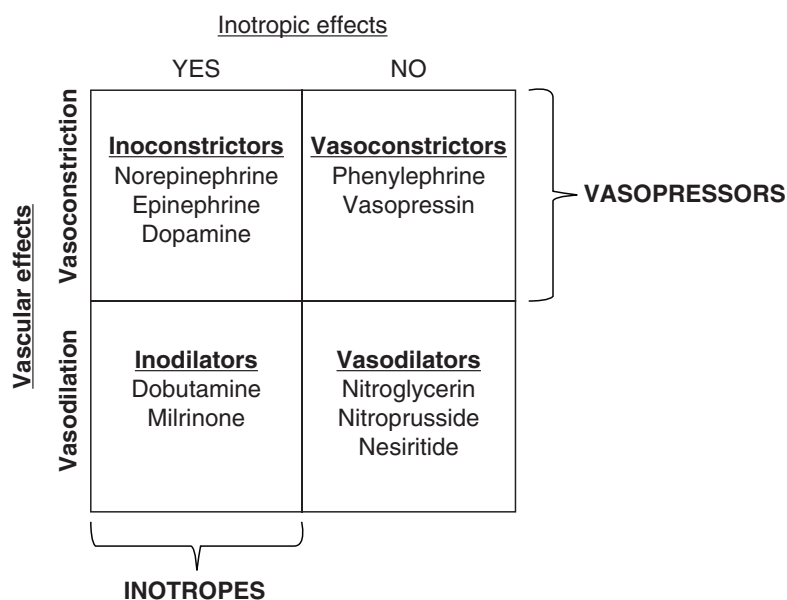 Inotropic effects
YES
NO
Vascular effects
Vasoconstriction
Inoconstrictors
Norepinephrine
Epinephrine
Dopamine
Vasoconstrictors
Phenylephrine
Vasopressin
VASOPRESSORS
Vasodilation
Inodilators
Dobutamine
Milrinone
Vasodilators
Nitroglycerin
Nitroprusside
Nesiritide
INOTROPES